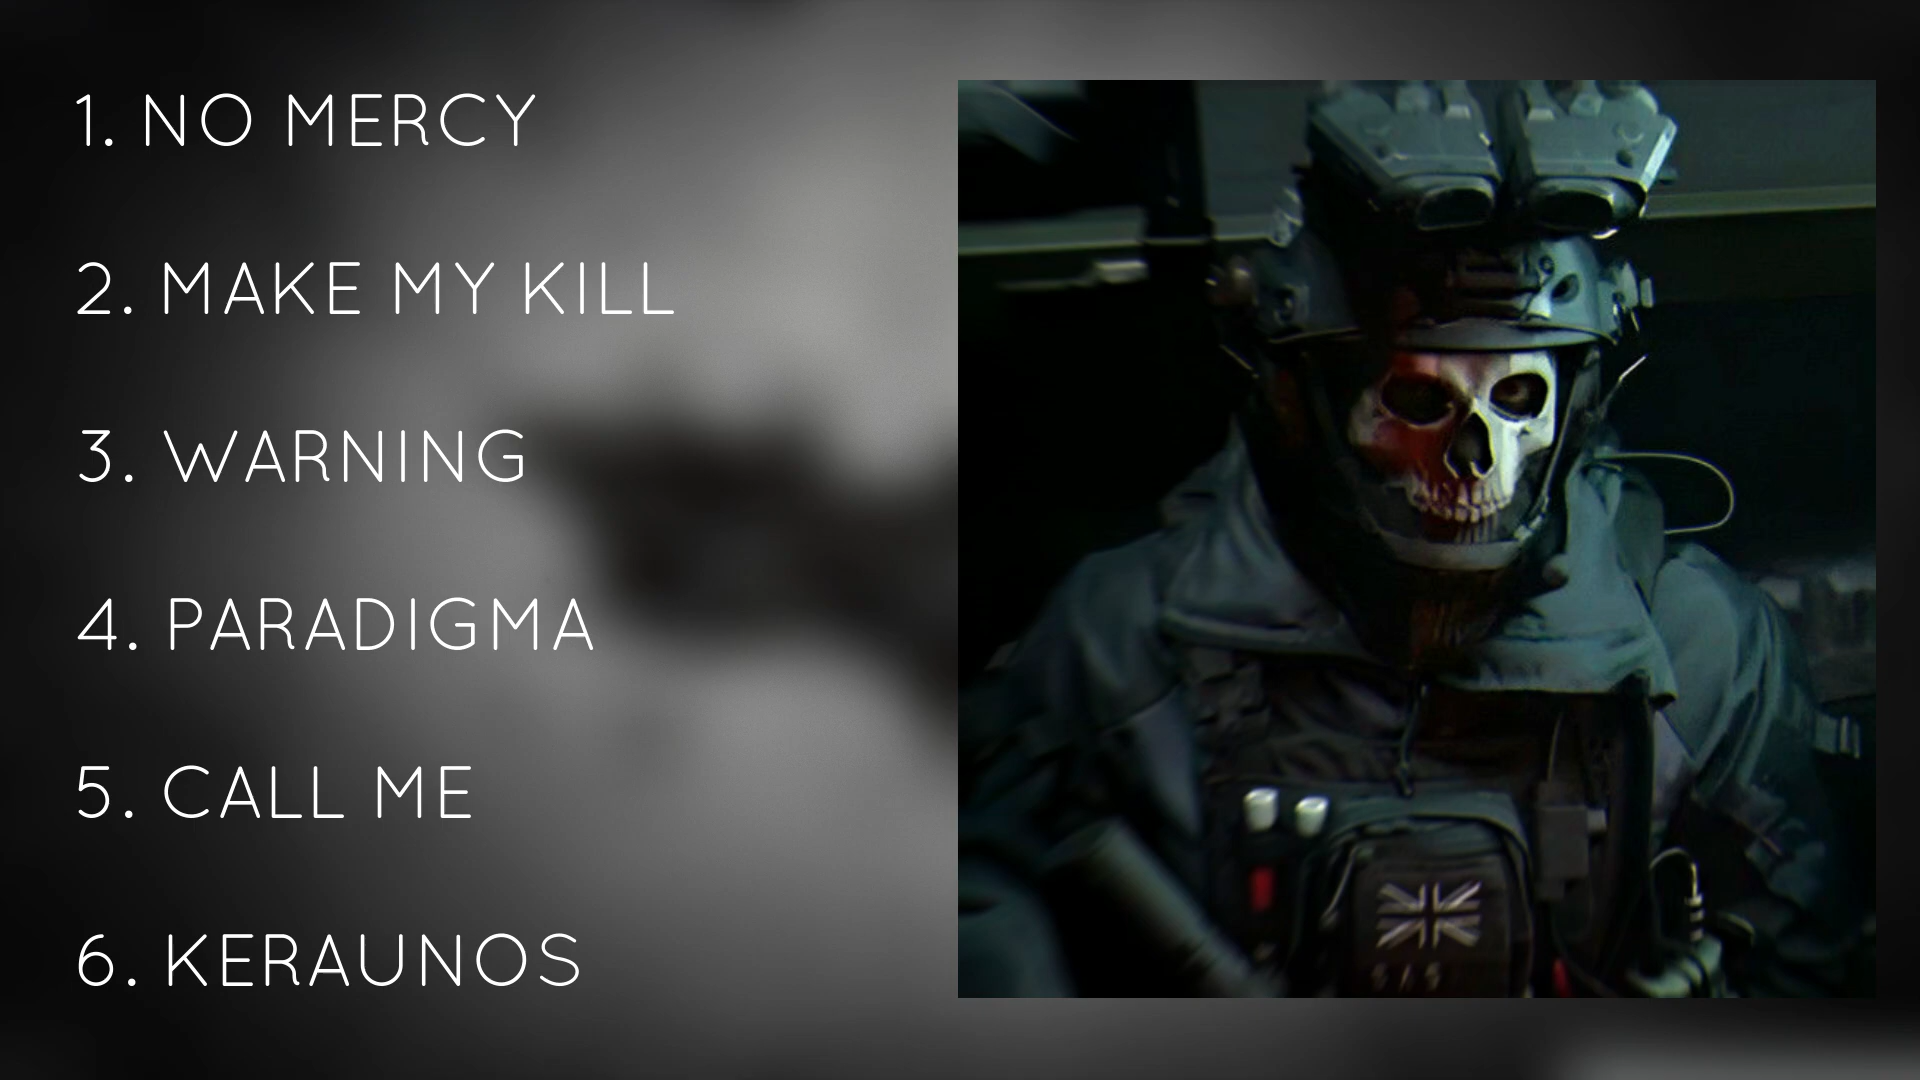 1. NO MERCY
2. MAKE MY KILL
3. WARNING
4. PARADIGMA
5. CALL ME
6. KERAUNOS